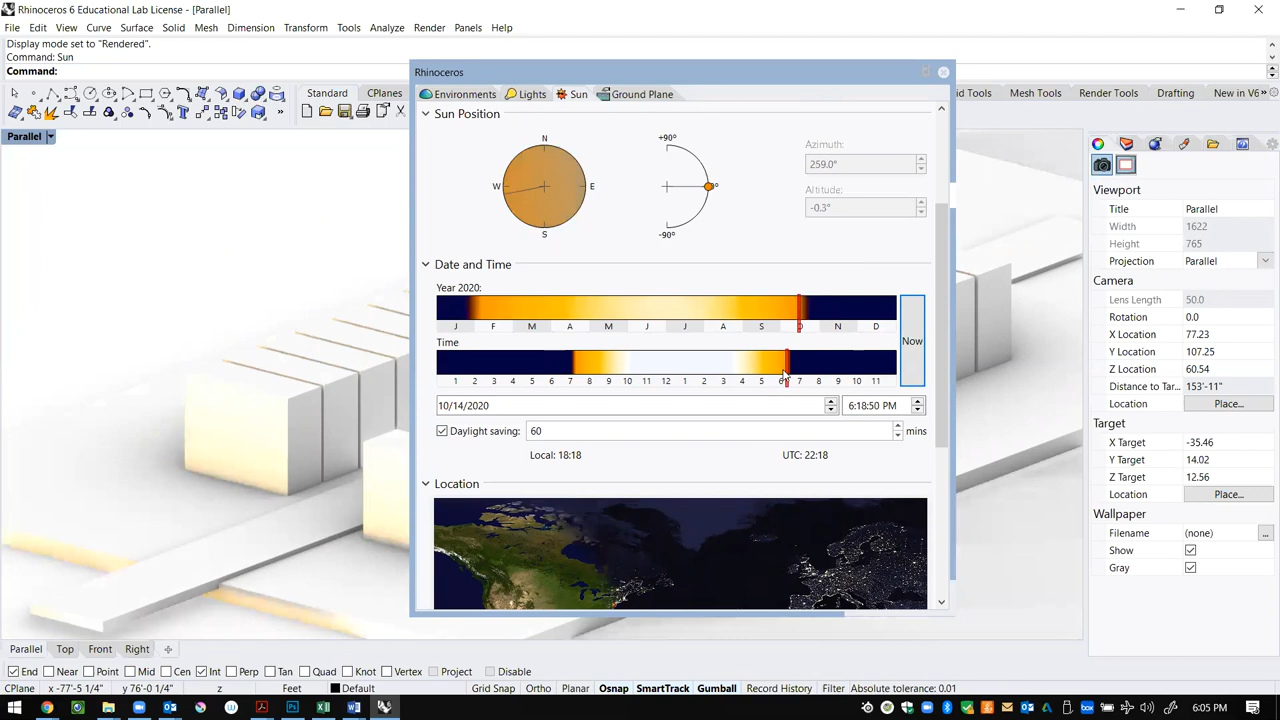 Rhinoceros 6 Educational Lab License - [Parallel]
File Edit View Curve Surface Solid Mesh Dimension Transform Tools Analyze Render Panels Help
Display mode set to "Rendered".
Command: Sun
Command:
Rhinoceros
Standard CPlanes
id Tools Mesh Tools Render Tools Drafting New in V6
Environments Lights Sun Ground Plane
Parallel
Sun Position
N
W
E
S
+90º
º
-90º
Azimuth:
259.0°
Altitude:
-0.3°
Date and Time
Year 2020:
J F M A M J J A S O N D
Time
1 2 3 4 5 6 7 8 9 10 11 12 1 2 3 4 5 6 7 8 9 10 11
Now
10/14/2020
6:18:50 PM
Daylight saving: 60 mins
Local: 18:18 UTC: 22:18
Location
Viewport
Title Parallel
Width 1622
Height 765
Projection Parallel
Camera
Lens Length 50.0
Rotation 0.0
X Location 77.23
Y Location 107.25
Z Location 60.54
Distance to Tar... 153'-11"
Location Place...
Target
X Target -35.46
Y Target 14.02
Z Target 12.56
Location Place...
Wallpaper
Filename (none) ...
Show
Gray
Parallel Top Front Right
End Near Point Mid Cen Int Perp Tan Quad Knot Vertex Project Disable
CPlane x -77'-5 1/4" y 76'-0 1/4" z Feet Default Grid Snap Ortho Planar Osnap SmartTrack Gumball Record History Filter Absolute tolerance: 0.01
6:05 PM